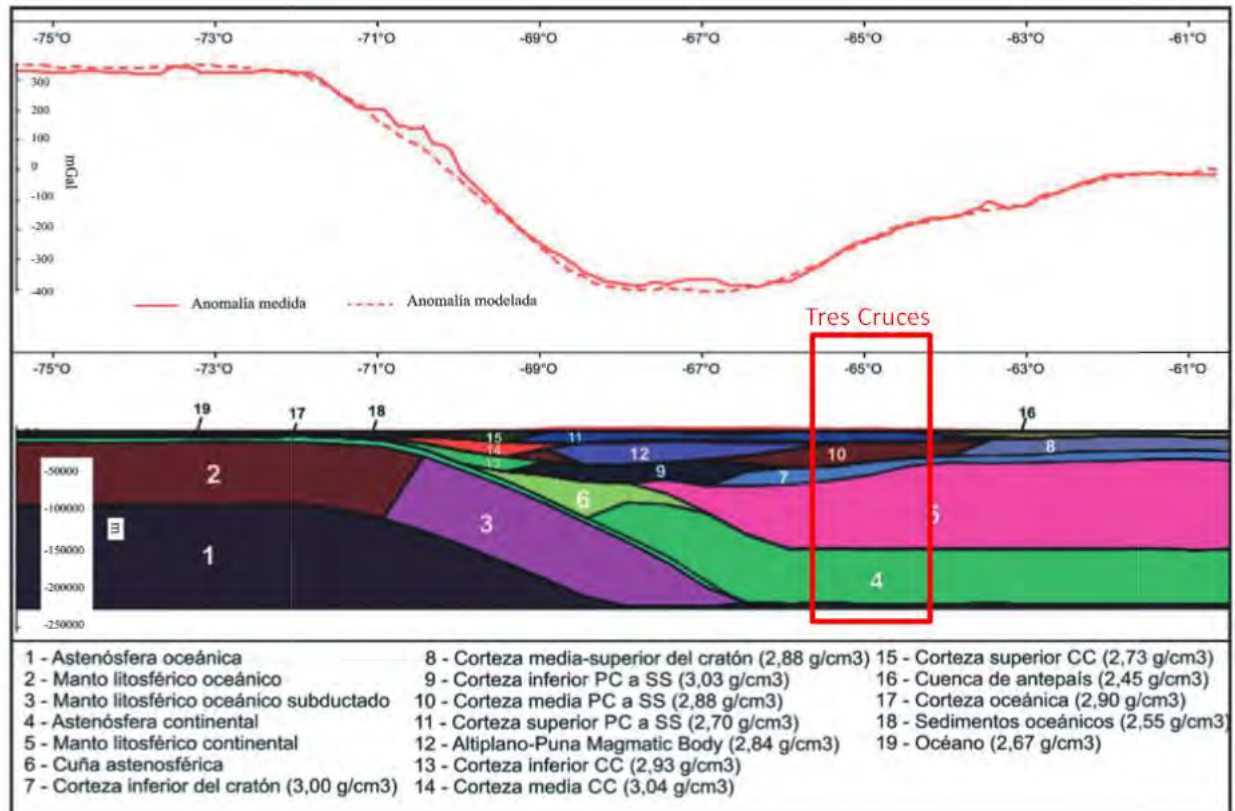 -75°O -73°O -71°O -69°O -67°O -65°O -63°O -61°O
300
200
100
0
-100
-200
-300
-400
mGal
Anomalía medida
Anomalía modelada
Tres Cruces
-75°O -73°O -71°O -69°O -67°O -65°O -63°O -61°O
19 17 18 16
15 11 8
14 12 10
13 9 7
2 6
3 5
1 4
-50000
-100000
m
-150000
-200000
-250000
1 - Astenósfera oceánica
2 - Manto litosférico oceánico
3 - Manto litosférico oceánico subductado
4 - Astenósfera continental
5 - Manto litosférico continental
6 - Cuña astenosférica
7 - Corteza inferior del cratón (3,00 g/cm3)
8 - Corteza media-superior del cratón (2,88 g/cm3)
9 - Corteza inferior PC a SS (3,03 g/cm3)
10 - Corteza media PC a SS (2,88 g/cm3)
11 - Corteza superior PC a SS (2,70 g/cm3)
12 - Altiplano-Puna Magmatic Body (2,84 g/cm3)
13 - Corteza inferior CC (2,93 g/cm3)
14 - Corteza media CC (3,04 g/cm3)
15 - Corteza superior CC (2,73 g/cm3)
16 - Cuenca de antepaís (2,45 g/cm3)
17 - Corteza oceánica (2,90 g/cm3)
18 - Sedimentos oceánicos (2,55 g/cm3)
19 - Océano (2,67 g/cm3)